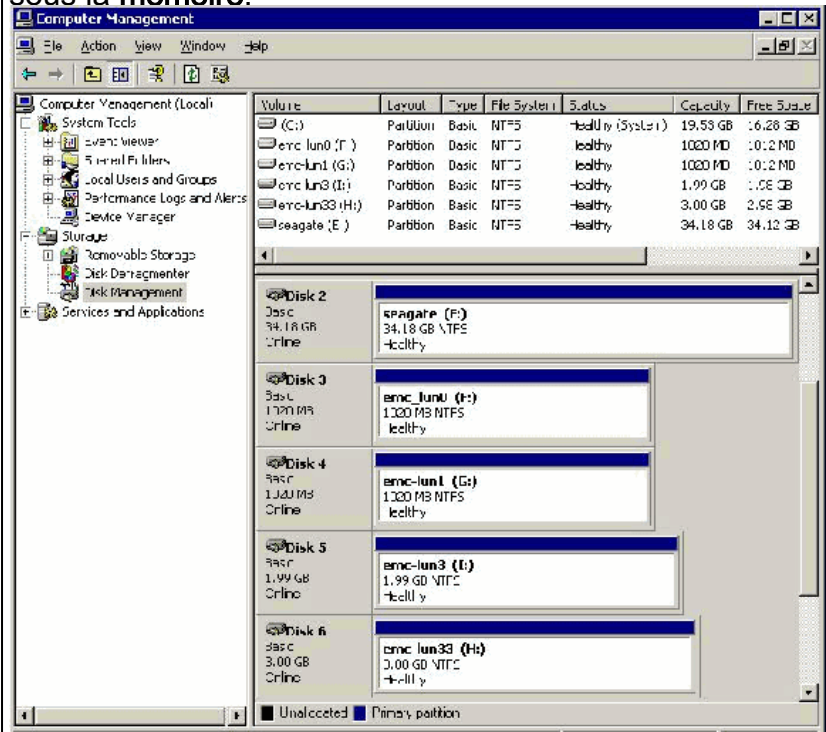 sous la mémoire.
Computer Management
File Action View Window Help
Computer Management (Local)
System Tools
Event Viewer
Shared Folders
Local Users and Groups
Performance Logs and Alerts
Device Manager
Storage
Removable Storage
Disk Defragmenter
Disk Management
Services and Applications
Volume Layout Type File System Status Capacity Free Space
(C:) Partition Basic NTFS Healthy (System) 19.53 GB 16.28 GB
emc_lun0 (F:) Partition Basic NTFS Healthy 1020 MB 1012 MB
emc-lun1 (G:) Partition Basic NTFS Healthy 1020 MB 1012 MB
emc-lun3 (I:) Partition Basic NTFS Healthy 1.99 GB 1.98 GB
emc-lun33 (H:) Partition Basic NTFS Healthy 3.00 GB 2.98 GB
seagate (E:) Partition Basic NTFS Healthy 34.18 GB 34.12 GB
Disk 2
Basic
34.18 GB
Online
seagate (E:)
34.18 GB NTFS
Healthy
Disk 3
Basic
1020 MB
Online
emc_lun0 (F:)
1020 MB NTFS
Healthy
Disk 4
Basic
1020 MB
Online
emc-lun1 (G:)
1020 MB NTFS
Healthy
Disk 5
Basic
1.99 GB
Online
emc-lun3 (I:)
1.99 GB NTFS
Healthy
Disk 6
Basic
3.00 GB
Online
emc-lun33 (H:)
3.00 GB NTFS
Healthy
Unallocated Primary partition